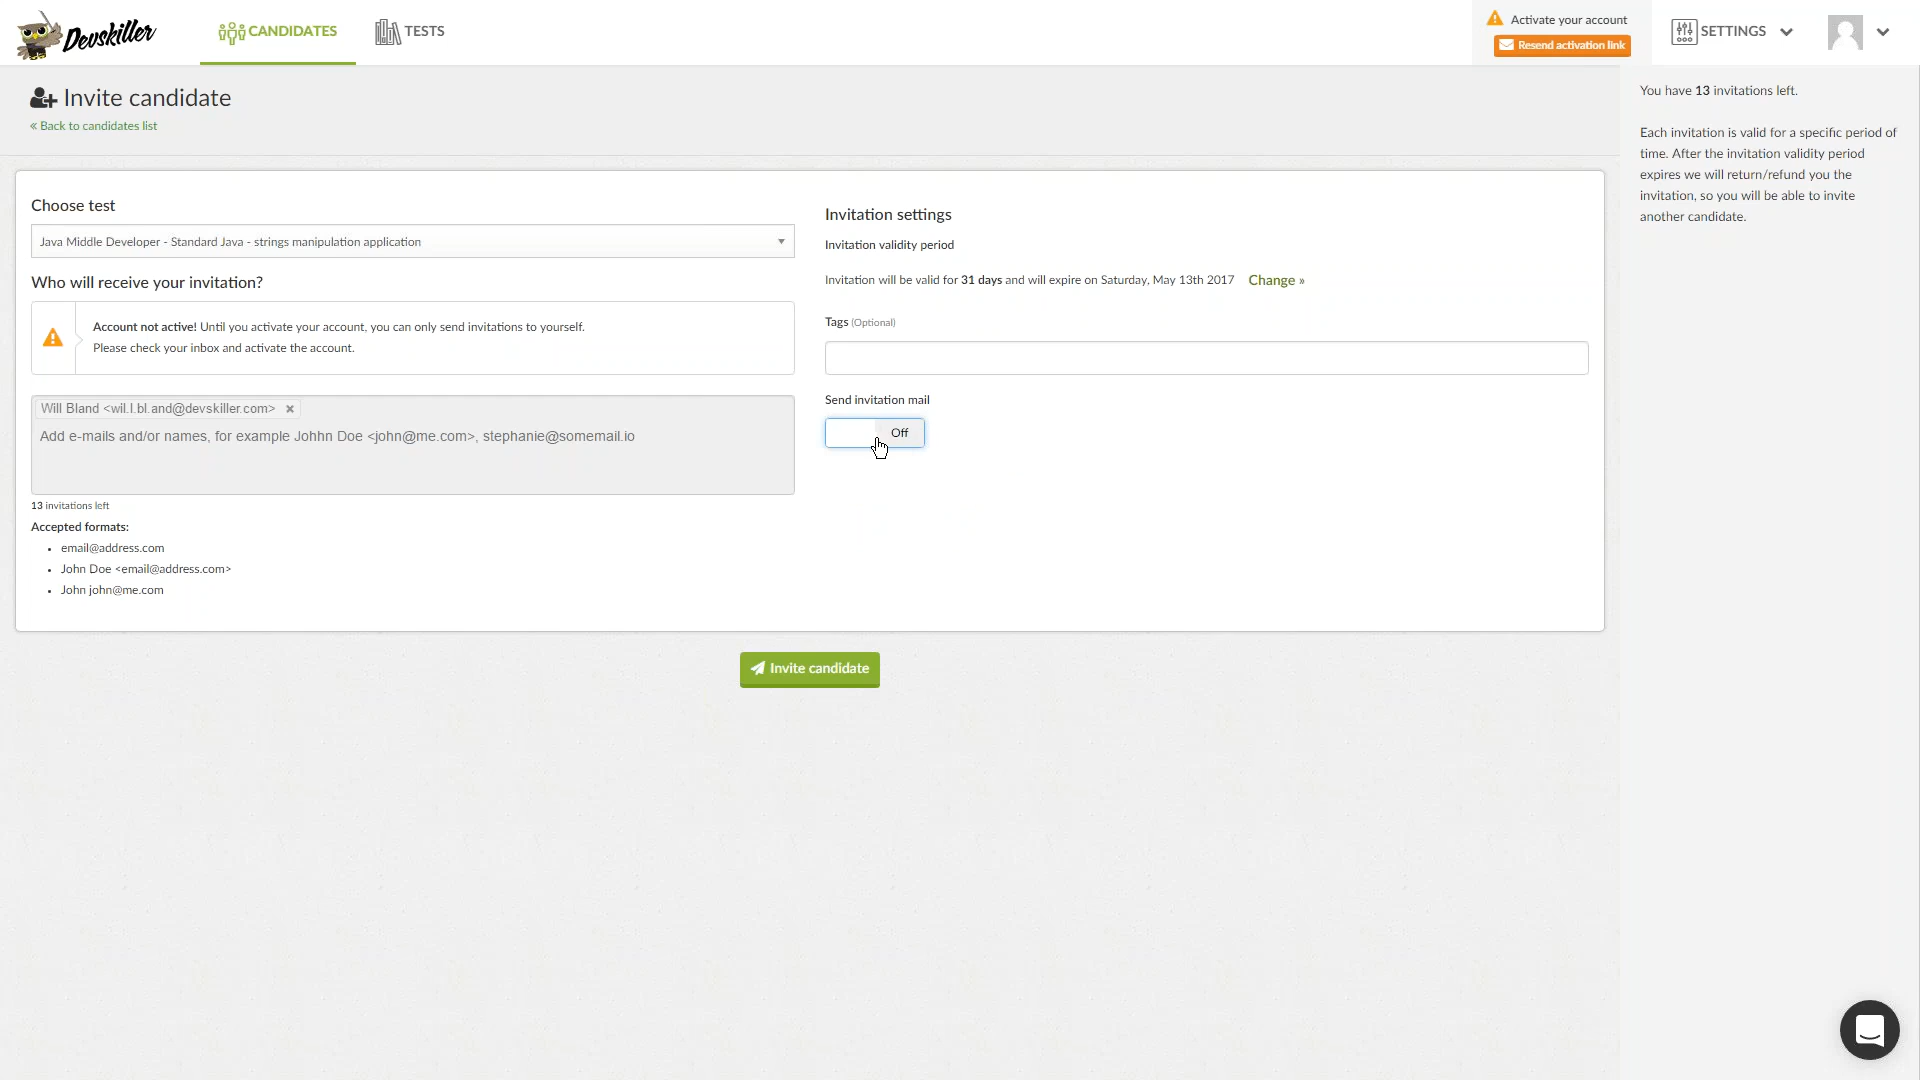 Devskiller
CANDIDATES
TESTS
Activate your account
Resend activation link
SETTINGS
Invite candidate
« Back to candidates list
You have 13 invitations left.
Each invitation is valid for a specific period of
time. After the invitation validity period
expires we will return/refund you the
invitation, so you will be able to invite
another candidate.
Choose test
Java Middle Developer - Standard Java - strings manipulation application
Who will receive your invitation?
Account not active! Until you activate your account, you can only send invitations to yourself.
Please check your inbox and activate the account.
Will Bland <wil.l.bl.and@devskiller.com> ×
Add e-mails and/or names, for example Johhn Doe <john@me.com>, stephanie@somemail.io
13 invitations left
Accepted formats:
• email@address.com
• John Doe <email@address.com>
• John john@me.com
Invitation settings
Invitation validity period
Invitation will be valid for 31 days and will expire on Saturday, May 13th 2017 Change »
Tags (Optional)
Send invitation mail
Off
Invite candidate